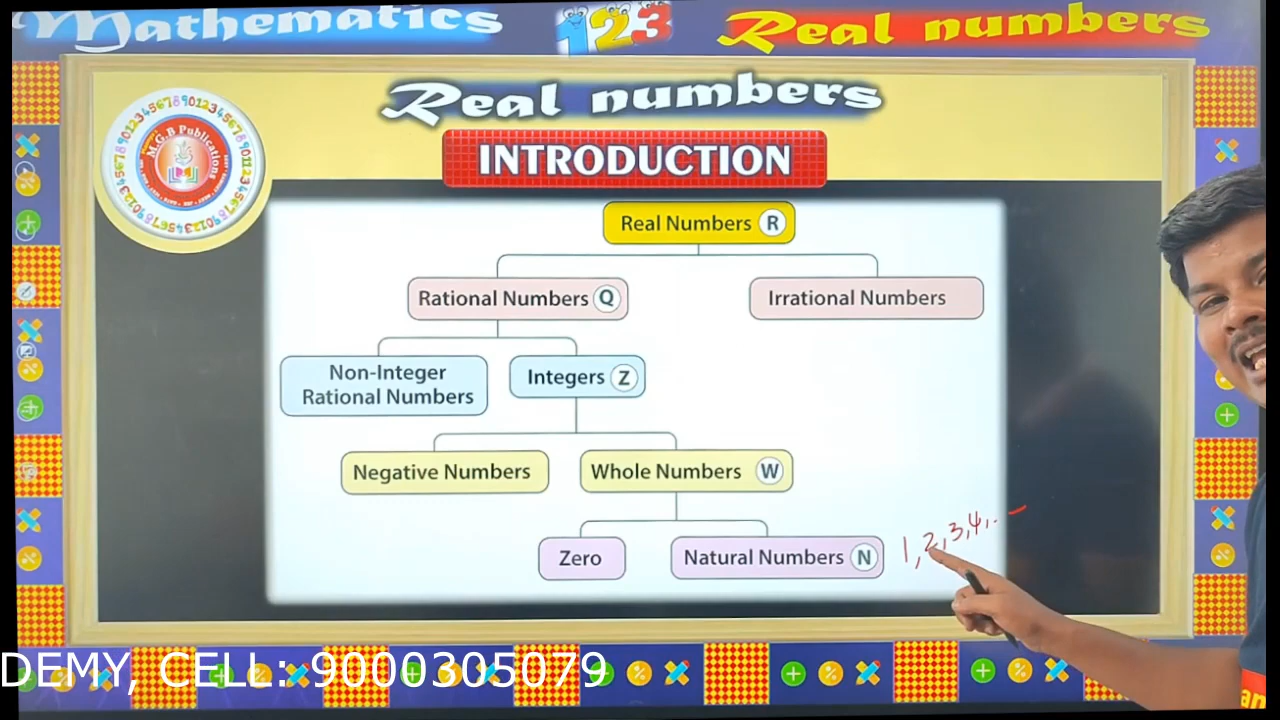 Mathematics 123 Real numbers
Real numbers
M.G.B Publications
INTRODUCTION
Real Numbers R
Rational Numbers Q
Irrational Numbers
Non-Integer
Rational Numbers
Integers Z
Negative Numbers
Whole Numbers W
Zero
Natural Numbers N
1,2,3,4,..–
DEMY, CELL: 9000305079